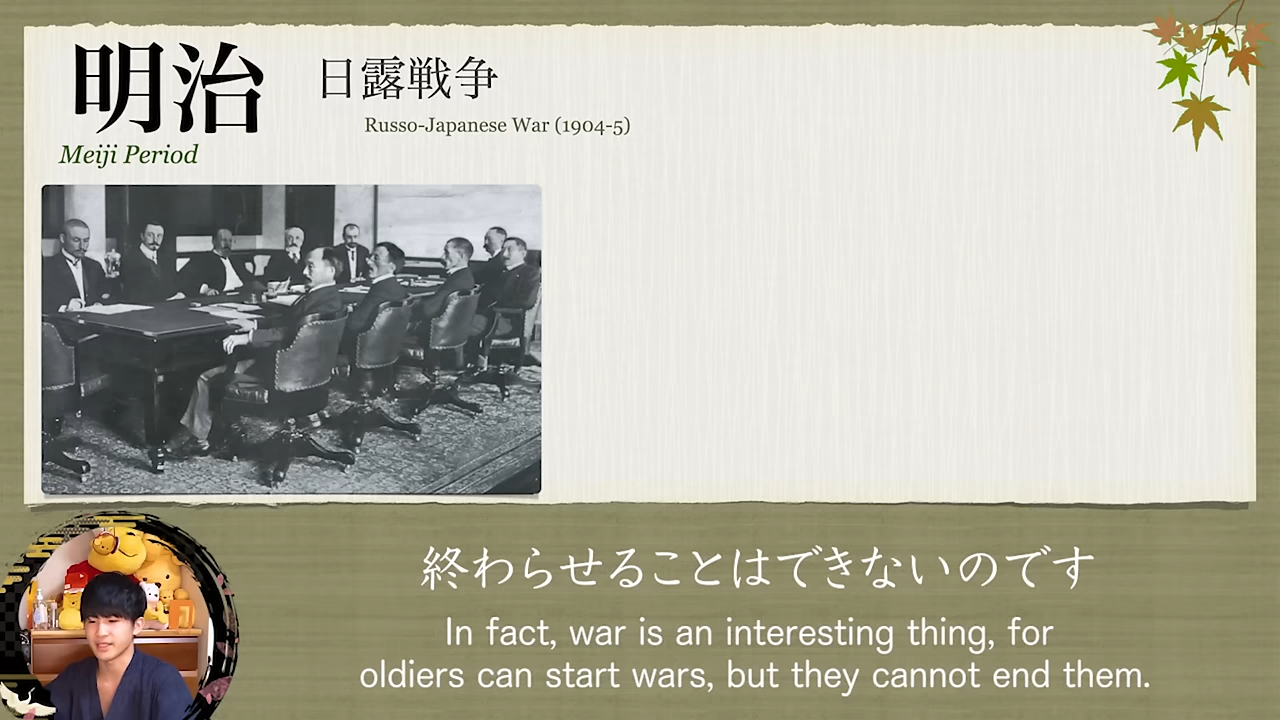 明治
日露戦争
Russo-Japanese War (1904-5)
Meiji Period
終わらせることはできないのです
In fact, war is an interesting thing, for
oldiers can start wars, but they cannot end them.